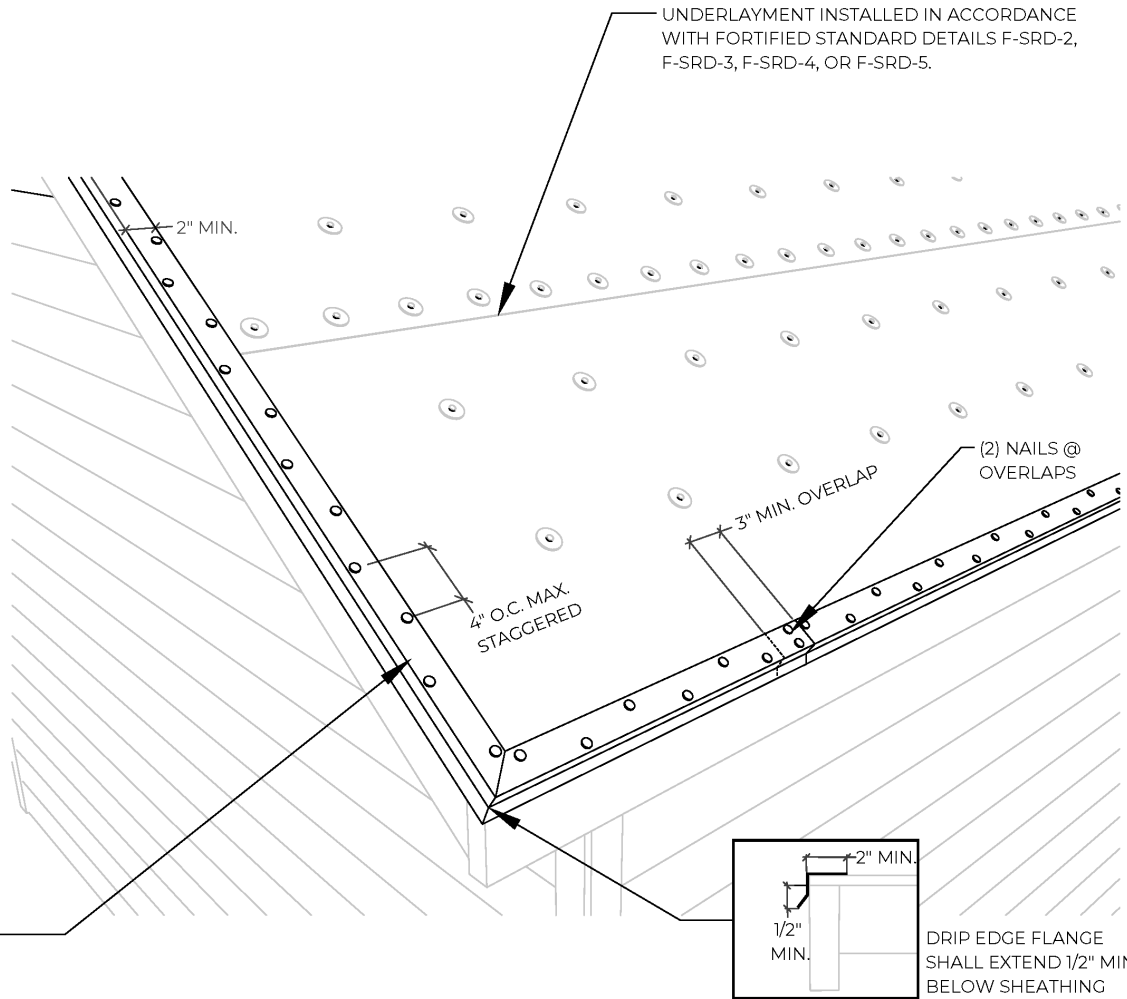 UNDERLAYMENT INSTALLED IN ACCORDANCE
WITH FORTIFIED STANDARD DETAILS F-SRD-2,
F-SRD-3, F-SRD-4, OR F-SRD-5.
2" MIN.
(2) NAILS @
OVERLAPS
3" MIN. OVERLAP
4" O.C. MAX.
STAGGERED
2" MIN.
1/2"
MIN.
DRIP EDGE FLANGE
SHALL EXTEND 1/2" MIN
BELOW SHEATHING